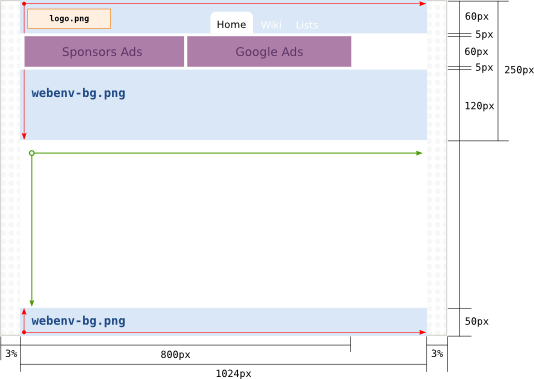 logo.png
Home Wiki Lists
Sponsors Ads Google Ads
webenv-bg.png
webenv-bg.png
60px
5px
60px
5px
250px
120px
50px
3%
800px
3%
1024px